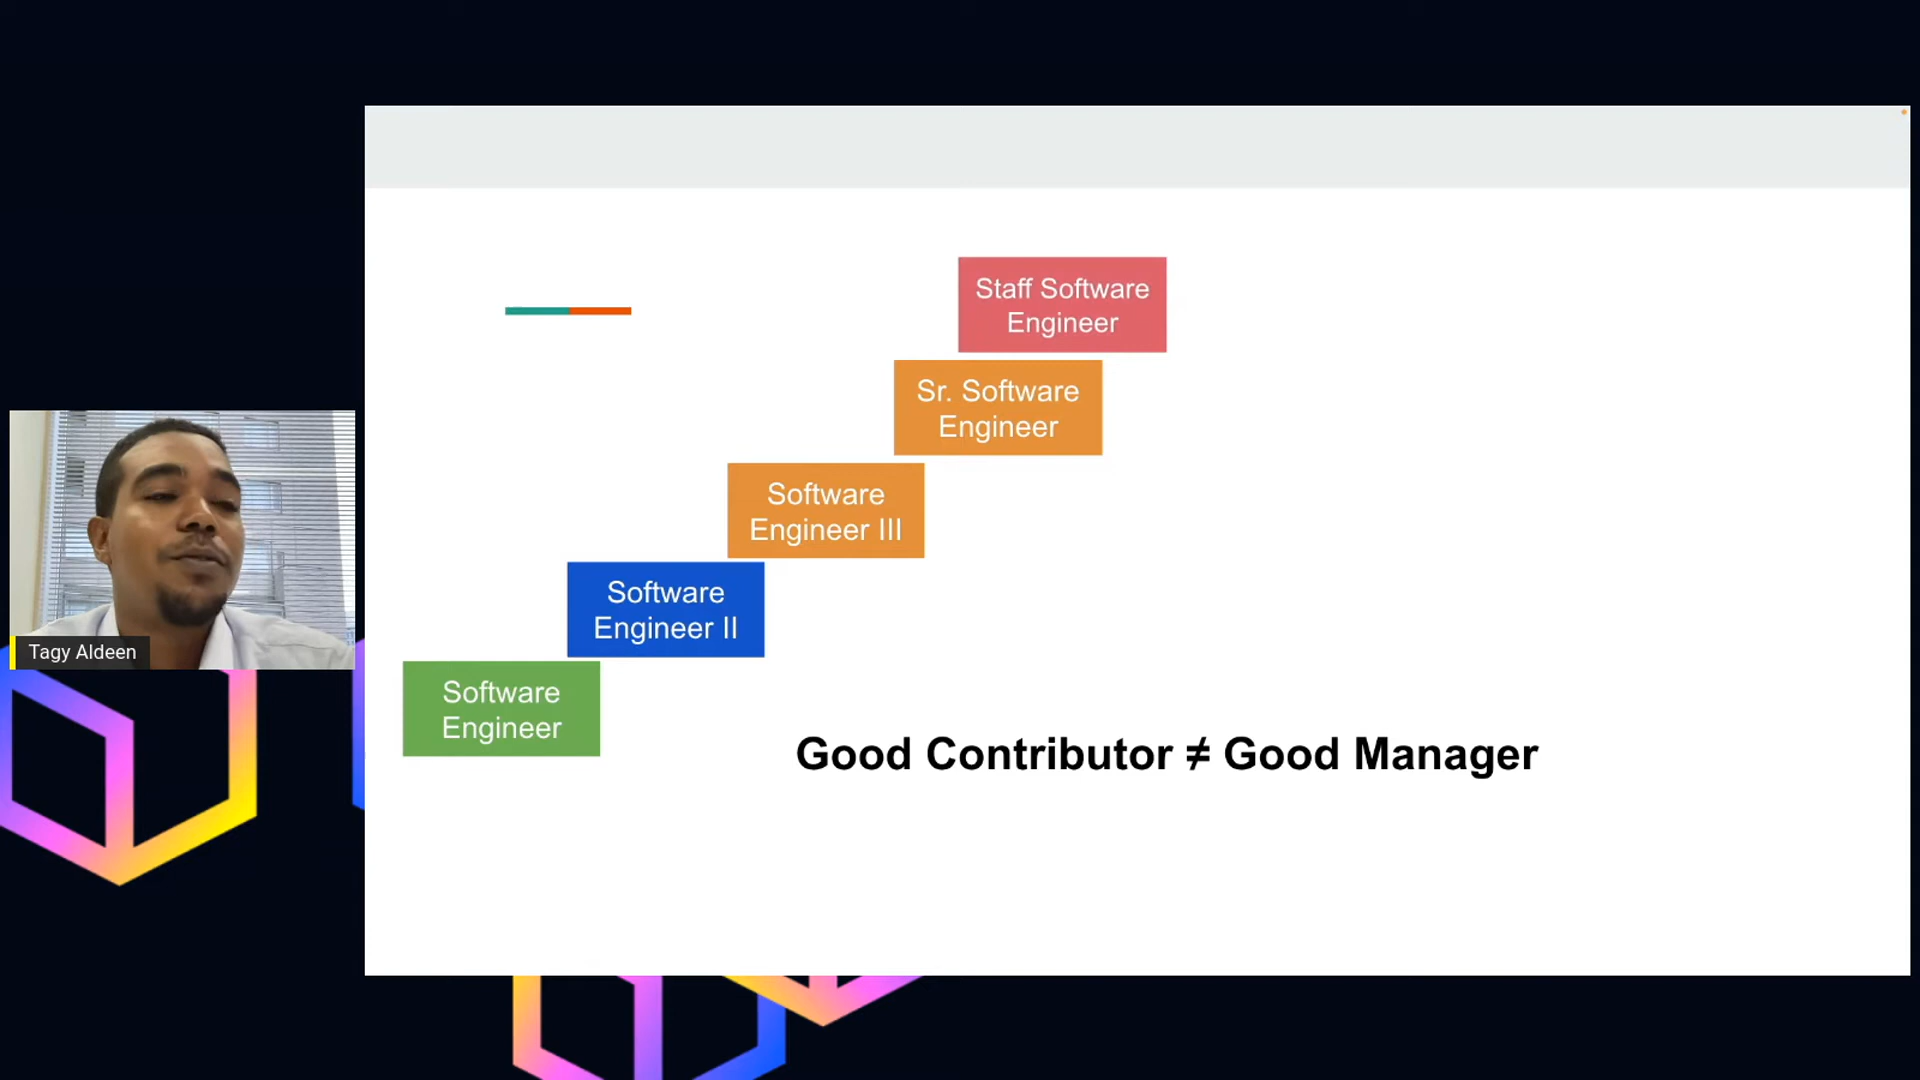 Staff Software
Engineer
Sr. Software
Engineer
Software
Engineer III
Software
Engineer II
Software
Engineer
Good Contributor ≠ Good Manager
Tagy Aldeen